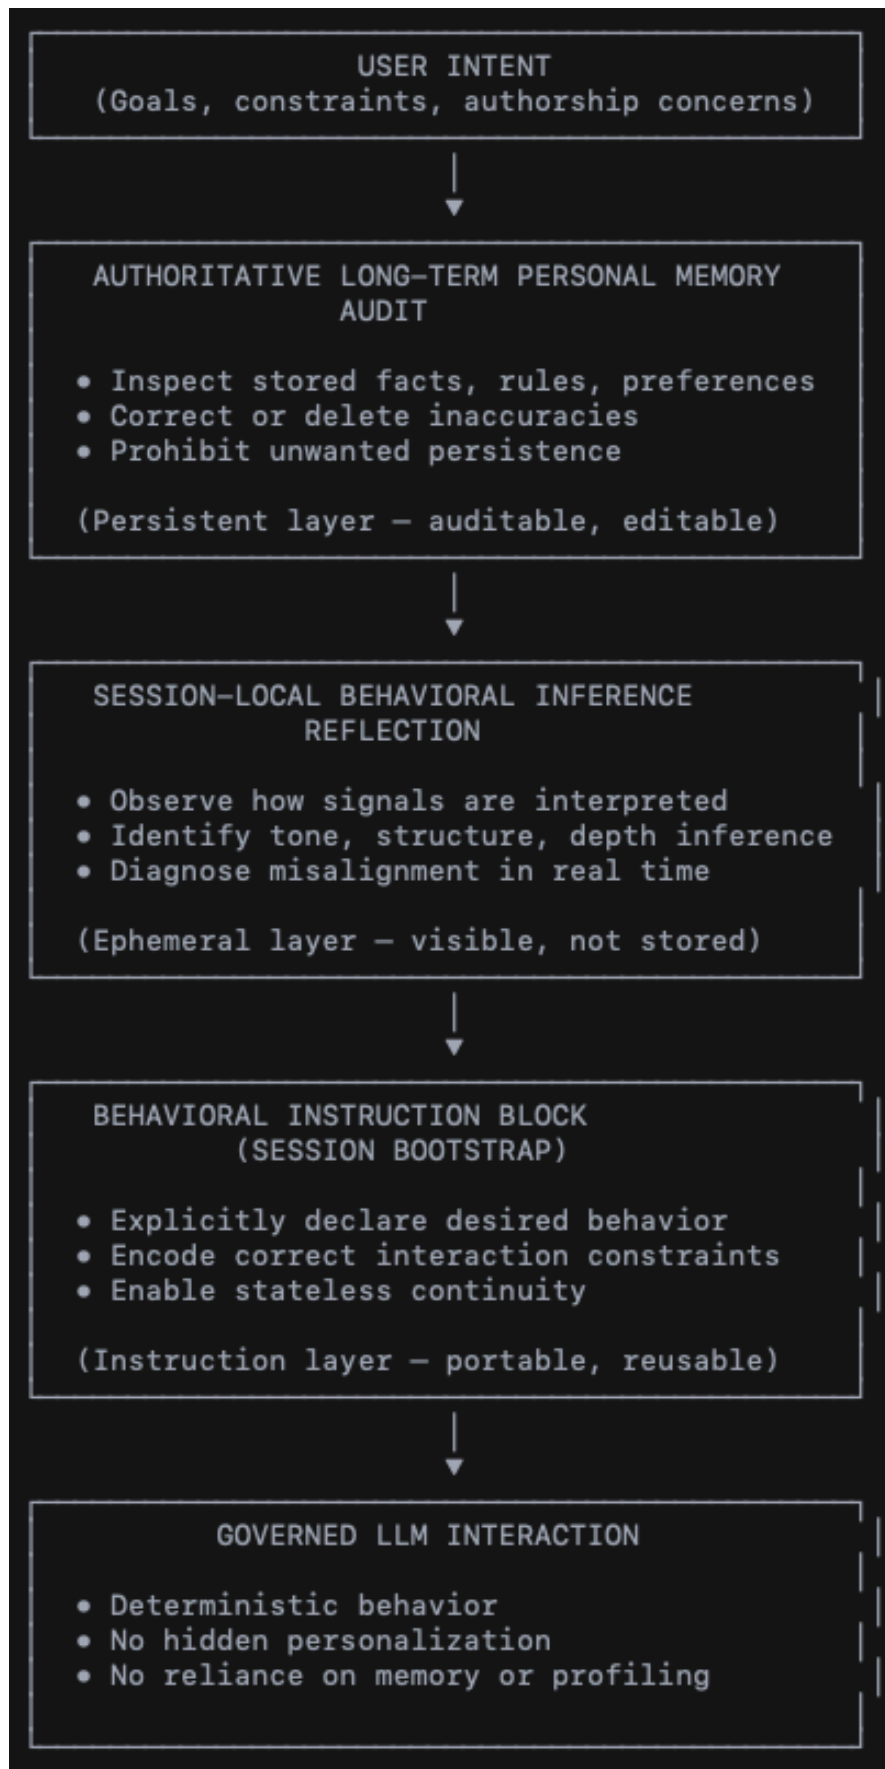 USER INTENT
(Goals, constraints, authorship concerns)
AUTHORITATIVE LONG–TERM PERSONAL MEMORY
AUDIT
• Inspect stored facts, rules, preferences
• Correct or delete inaccuracies
• Prohibit unwanted persistence
(Persistent layer — auditable, editable)
SESSION–LOCAL BEHAVIORAL INFERENCE
REFLECTION
• Observe how signals are interpreted
• Identify tone, structure, depth inference
• Diagnose misalignment in real time
(Ephemeral layer — visible, not stored)
BEHAVIORAL INSTRUCTION BLOCK
(SESSION BOOTSTRAP)
• Explicitly declare desired behavior
• Encode correct interaction constraints
• Enable stateless continuity
(Instruction layer — portable, reusable)
GOVERNED LLM INTERACTION
• Deterministic behavior
• No hidden personalization
• No reliance on memory or profiling